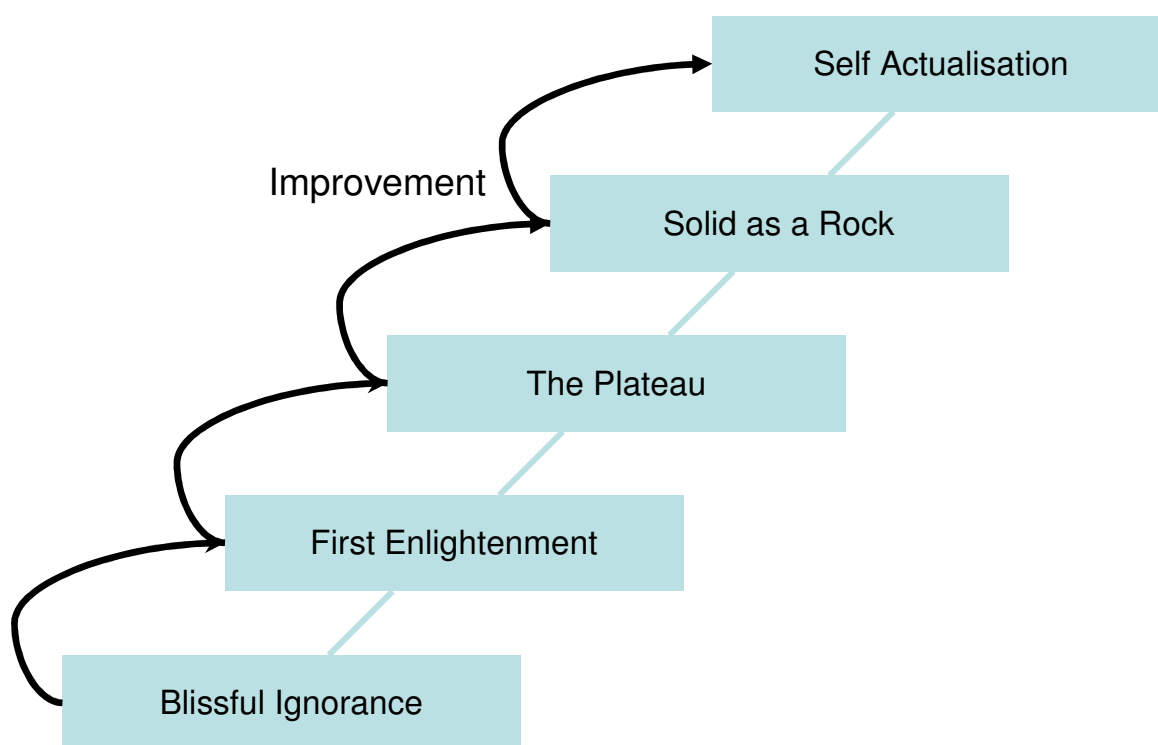 Self Actualisation
Improvement
Solid as a Rock
The Plateau
First Enlightenment
Blissful Ignorance